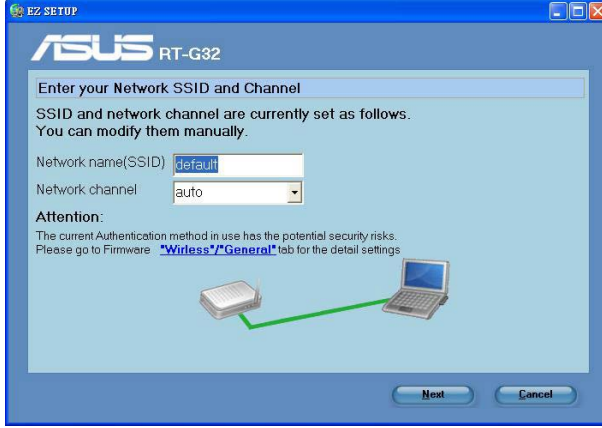 EZ SETUP
ASUS RT-G32
Enter your Network SSID and Channel
SSID and network channel are currently set as follows.
You can modify them manually.
Network name(SSID) default
Network channel auto
Attention:
The current Authentication method in use has the potential security risks.
Please go to Firmware "Wirless"/"General" tab for the detail settings
Next Cancel